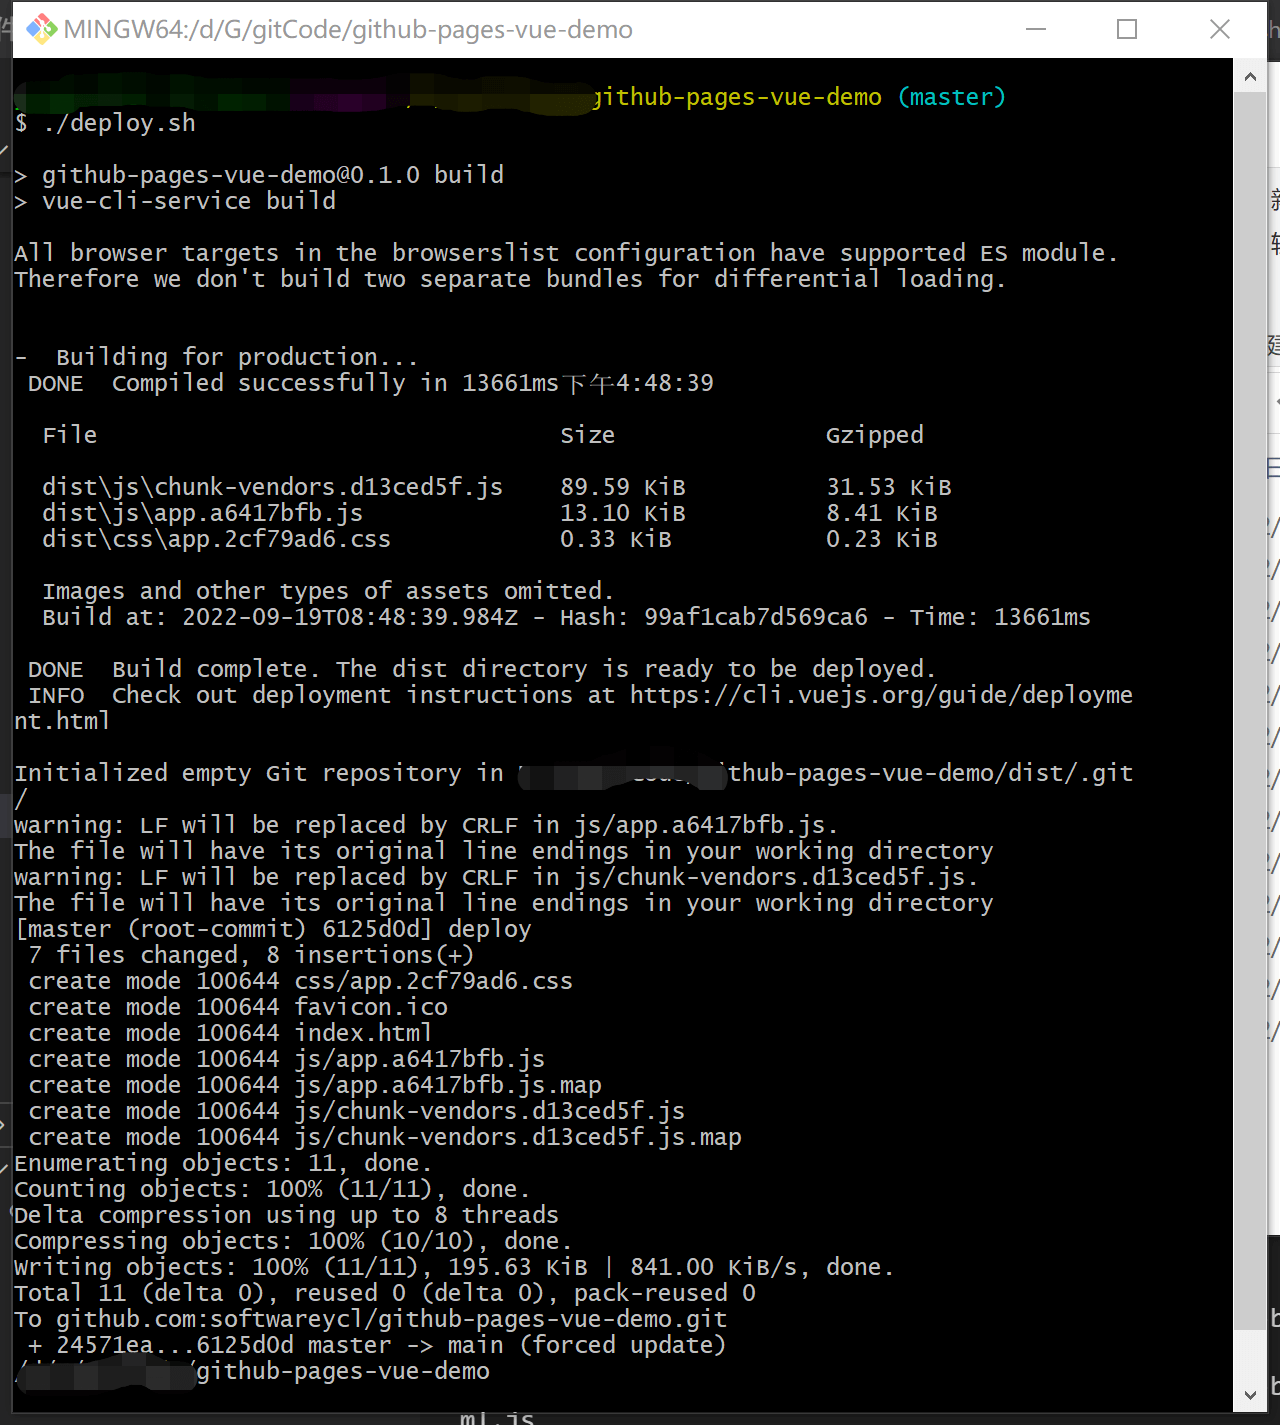 MINGW64:/d/G/gitCode/github-pages-vue-demo
github-pages-vue-demo (master)
$ ./deploy.sh
> github-pages-vue-demo@0.1.0 build
> vue-cli-service build
All browser targets in the browserslist configuration have supported ES module.
Therefore we don't build two separate bundles for differential loading.
-  Building for production...
DONE  Compiled successfully in 13661ms下午4:48:39
File Size Gzipped
dist\js\chunk-vendors.d13ced5f.js 89.59 KiB 31.53 KiB
dist\js\app.a6417bfb.js 13.10 KiB 8.41 KiB
dist\css\app.2cf79ad6.css 0.33 KiB 0.23 KiB
Images and other types of assets omitted.
Build at: 2022-09-19T08:48:39.984Z - Hash: 99af1cab7d569ca6 - Time: 13661ms
DONE  Build complete. The dist directory is ready to be deployed.
INFO  Check out deployment instructions at https://cli.vuejs.org/guide/deployme
nt.html
Initialized empty Git repository in thub-pages-vue-demo/dist/.git
/
warning: LF will be replaced by CRLF in js/app.a6417bfb.js.
The file will have its original line endings in your working directory
warning: LF will be replaced by CRLF in js/chunk-vendors.d13ced5f.js.
The file will have its original line endings in your working directory
[master (root-commit) 6125d0d] deploy
7 files changed, 8 insertions(+)
create mode 100644 css/app.2cf79ad6.css
create mode 100644 favicon.ico
create mode 100644 index.html
create mode 100644 js/app.a6417bfb.js
create mode 100644 js/app.a6417bfb.js.map
create mode 100644 js/chunk-vendors.d13ced5f.js
create mode 100644 js/chunk-vendors.d13ced5f.js.map
Enumerating objects: 11, done.
Counting objects: 100% (11/11), done.
Delta compression using up to 8 threads
Compressing objects: 100% (10/10), done.
Writing objects: 100% (11/11), 195.63 KiB | 841.00 KiB/s, done.
Total 11 (delta 0), reused 0 (delta 0), pack-reused 0
To github.com:softwareycl/github-pages-vue-demo.git
+ 24571ea...6125d0d master -> main (forced update)
/github-pages-vue-demo